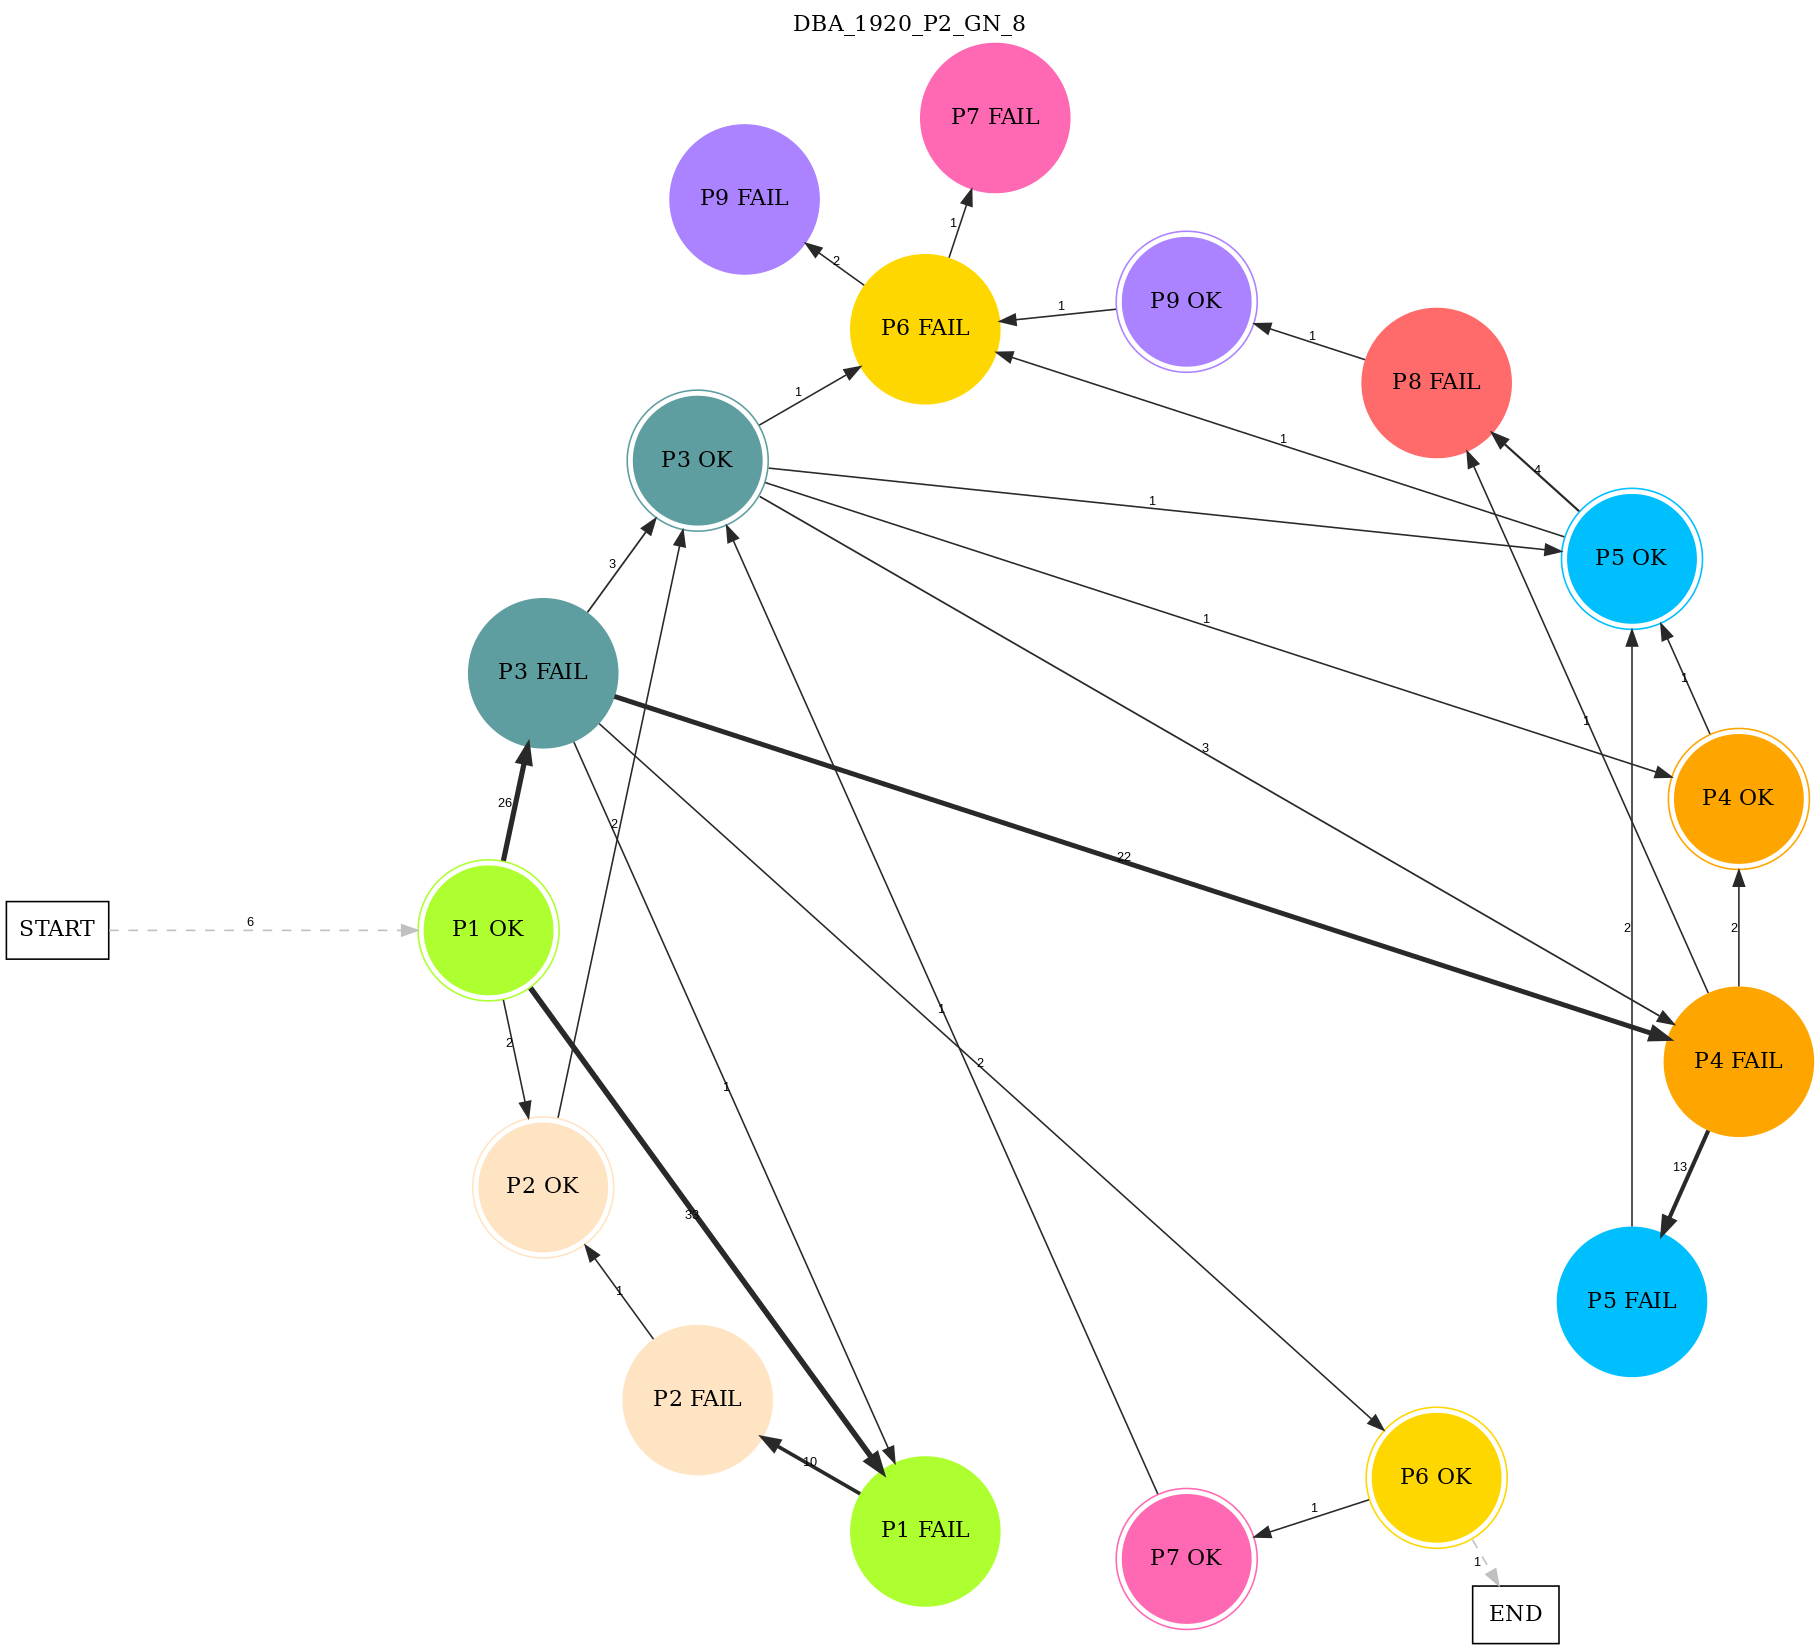 DBA_1920_P2_GN_8
P7 FAIL
P9 FAIL
1
2
P9 OK
1
P6 FAIL
1
P8 FAIL
1
1
4
P3 OK
1
P5 OK
3
1
P3 FAIL
1
1
3
P4 OK
26
2
22
START
6
P1 OK
2
2
1
2
P4 FAIL
2
1
13
P2 OK
1
P5 FAIL
P2 FAIL
10
P6 OK
P1 FAIL
1
P7 OK
1
END